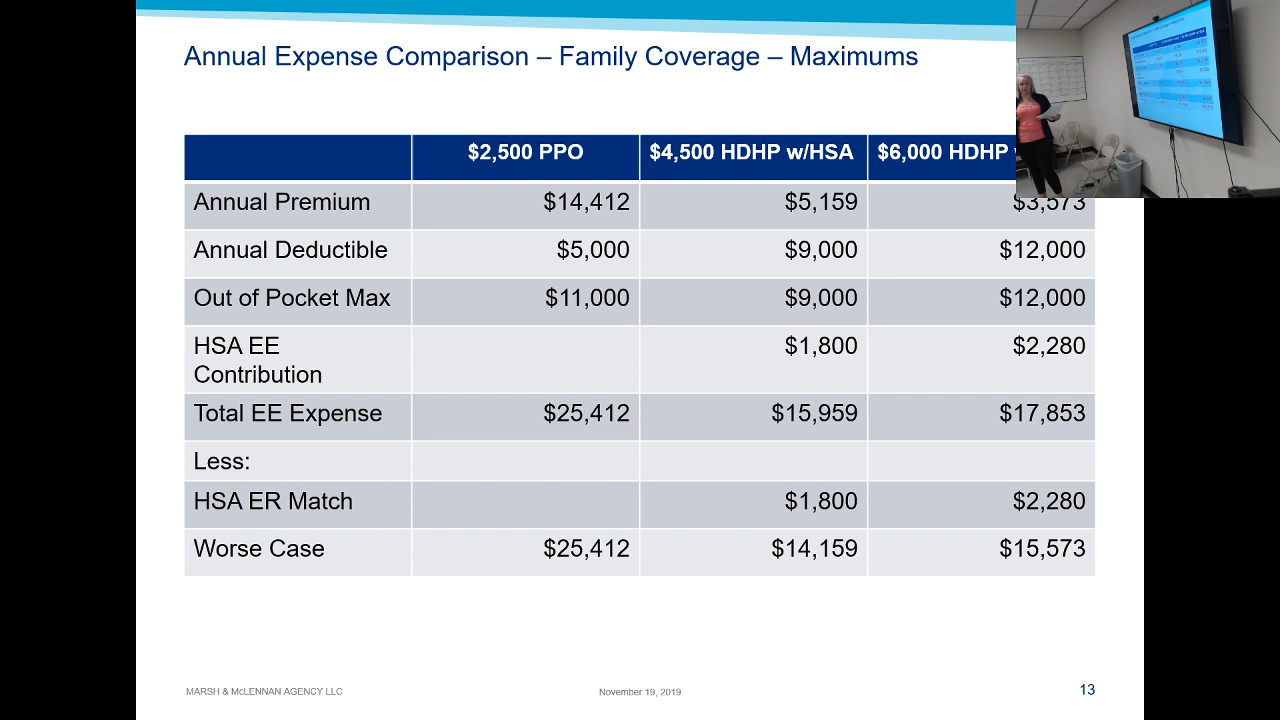 Annual Expense Comparison – Family Coverage – Maximums
$2,500 PPO $4,500 HDHP w/HSA $6,000 HDHP
Annual Premium $14,412 $5,159 $3,573
Annual Deductible $5,000 $9,000 $12,000
Out of Pocket Max $11,000 $9,000 $12,000
HSA EE
Contribution $1,800 $2,280
Total EE Expense $25,412 $15,959 $17,853
Less:
HSA ER Match $1,800 $2,280
Worse Case $25,412 $14,159 $15,573
MARSH & McLENNAN AGENCY LLC November 19, 2019 13